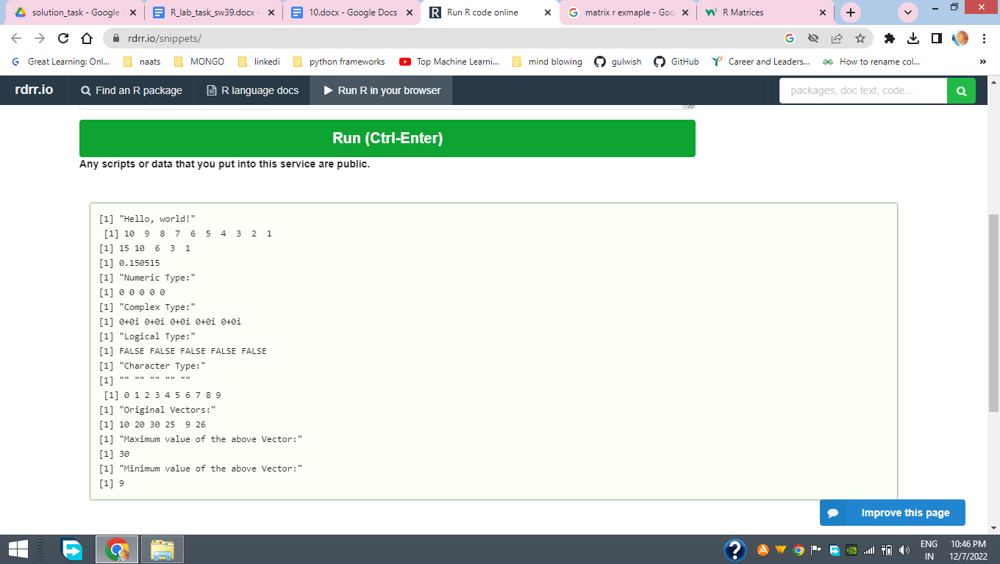 solution_task - Google
R_lab_task_sw39.docx -
10.docx - Google Docs
Run R code online
matrix r exmaple - Goo
R Matrices
rdrr.io/snippets/
Great Learning: Onl...
naats
MONGO
linkedi
python frameworks
Top Machine Learni...
mind blowing
gulwish
GitHub
Career and Leaders...
How to rename col...
rdrr.io
Find an R package
R language docs
Run R in your browser
packages, doc text, code...
Run (Ctrl-Enter)
Any scripts or data that you put into this service are public.
[1] "Hello, world!"
 [1] 10  9  8  7  6  5  4  3  2  1
[1] 15 10  6  3  1
[1] 0.150515
[1] "Numeric Type:"
[1] 0 0 0 0 0
[1] "Complex Type:"
[1] 0+0i 0+0i 0+0i 0+0i 0+0i
[1] "Logical Type:"
[1] FALSE FALSE FALSE FALSE FALSE
[1] "Character Type:"
[1] "" "" "" "" ""
 [1] 0 1 2 3 4 5 6 7 8 9
[1] "Original Vectors:"
[1] 10 20 30 25  9 26
[1] "Maximum value of the above Vector:"
[1] 30
[1] "Minimum value of the above Vector:"
[1] 9
Improve this page
ENG
IN
10:46 PM
12/7/2022